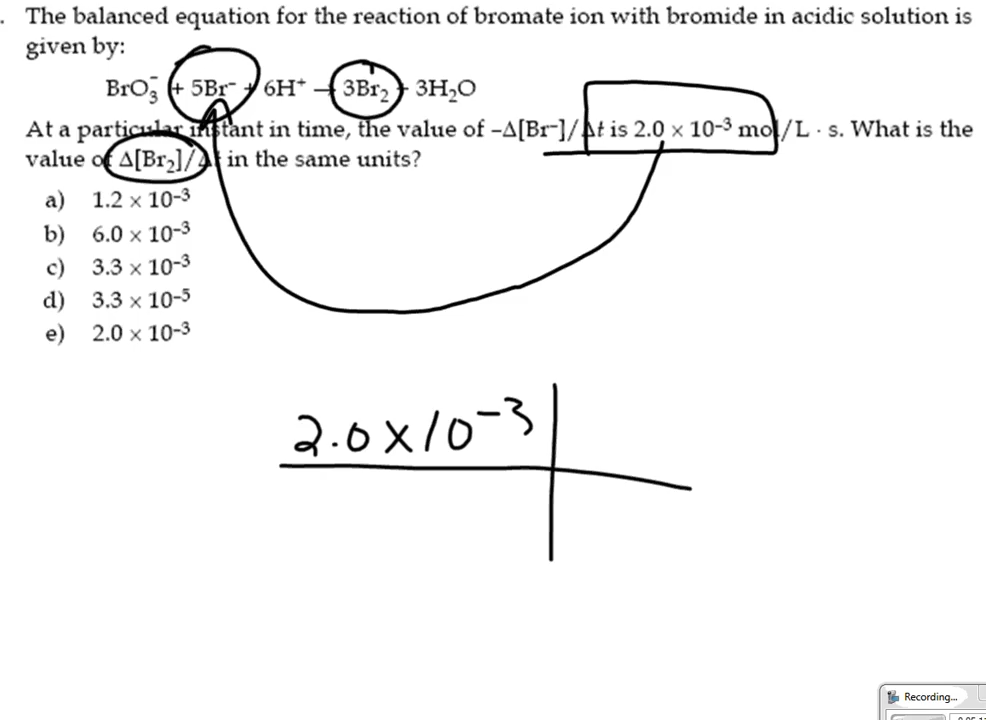 . The balanced equation for the reaction of bromate ion with bromide in acidic solution is
given by:
BrO₃⁻ + 5Br⁻ + 6H⁺ → 3Br₂ + 3H₂O
At a particular instant in time, the value of –Δ[Br⁻]/Δt is 2.0 × 10⁻³ mol/L · s. What is the
value of Δ[Br₂]/Δt in the same units?
a) 1.2 × 10⁻³
b) 6.0 × 10⁻³
c) 3.3 × 10⁻³
d) 3.3 × 10⁻⁵
e) 2.0 × 10⁻³
2.0 X 10⁻³
Recording...